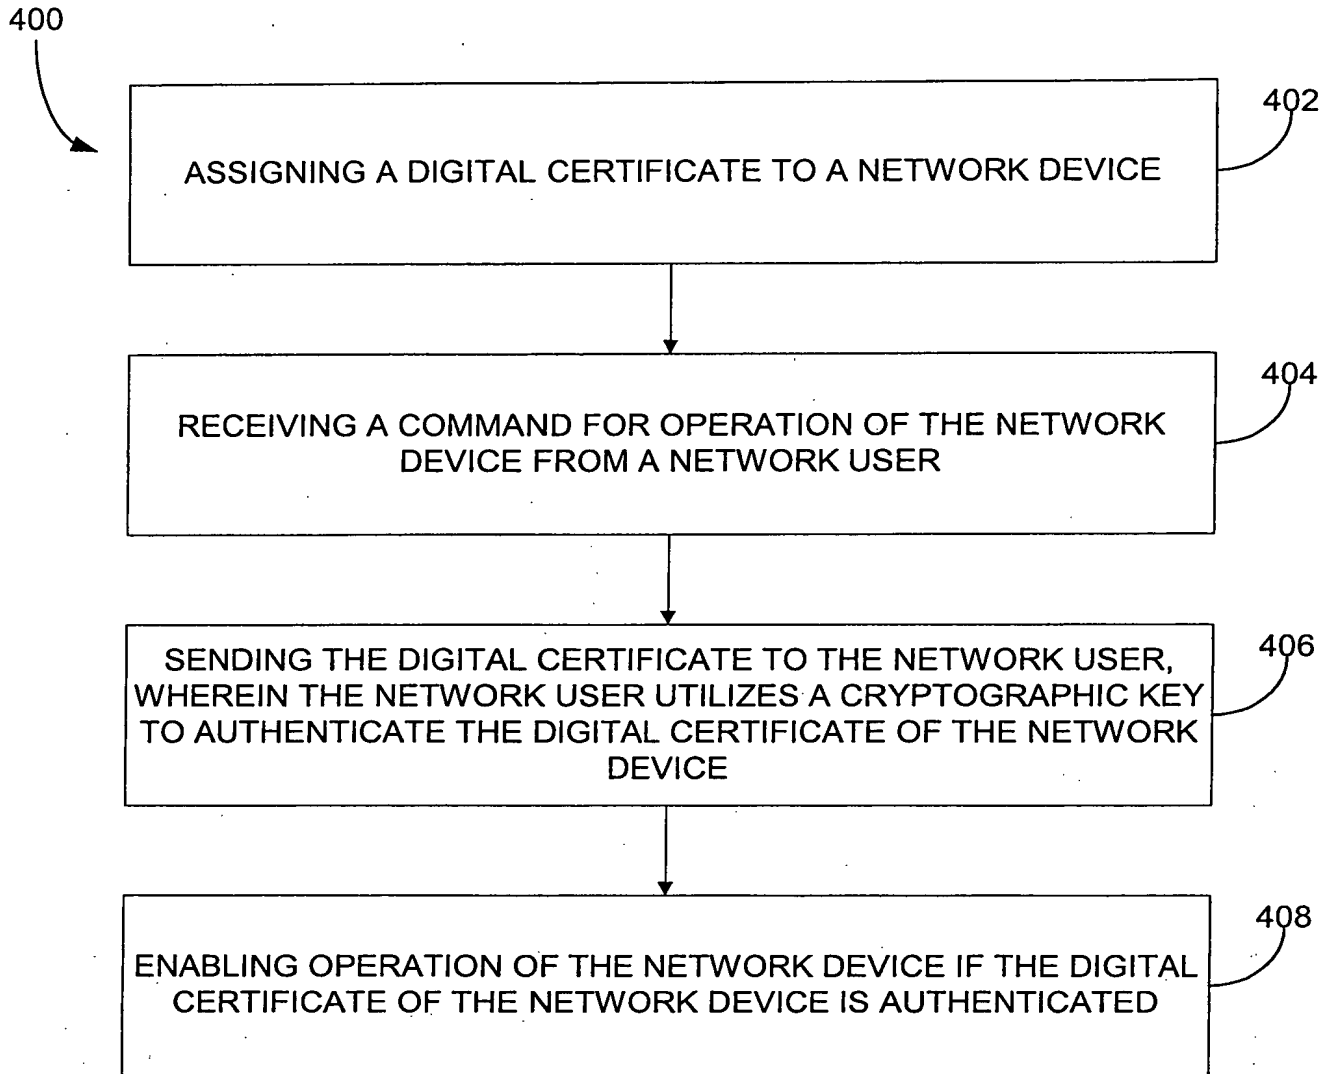 400
402
ASSIGNING A DIGITAL CERTIFICATE TO A NETWORK DEVICE
404
RECEIVING A COMMAND FOR OPERATION OF THE NETWORK
DEVICE FROM A NETWORK USER
406
SENDING THE DIGITAL CERTIFICATE TO THE NETWORK USER,
WHEREIN THE NETWORK USER UTILIZES A CRYPTOGRAPHIC KEY
TO AUTHENTICATE THE DIGITAL CERTIFICATE OF THE NETWORK
DEVICE
408
ENABLING OPERATION OF THE NETWORK DEVICE IF THE DIGITAL
CERTIFICATE OF THE NETWORK DEVICE IS AUTHENTICATED